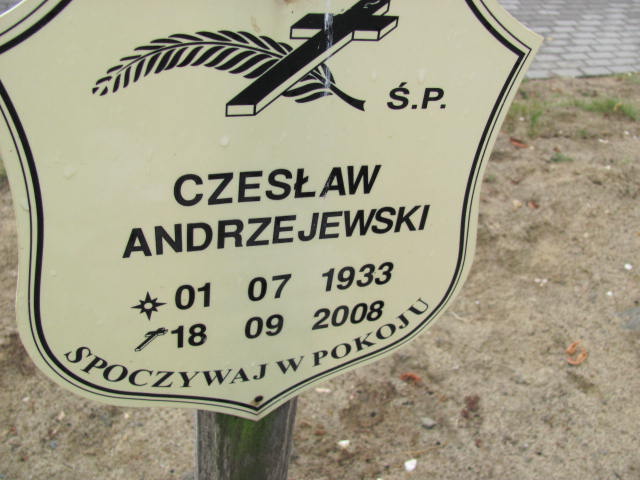 Ś.P.
CZESŁAW
ANDRZEJEWSKI
01 07 1933
18 09 2008
SPOCZYWAJ W POKOJU